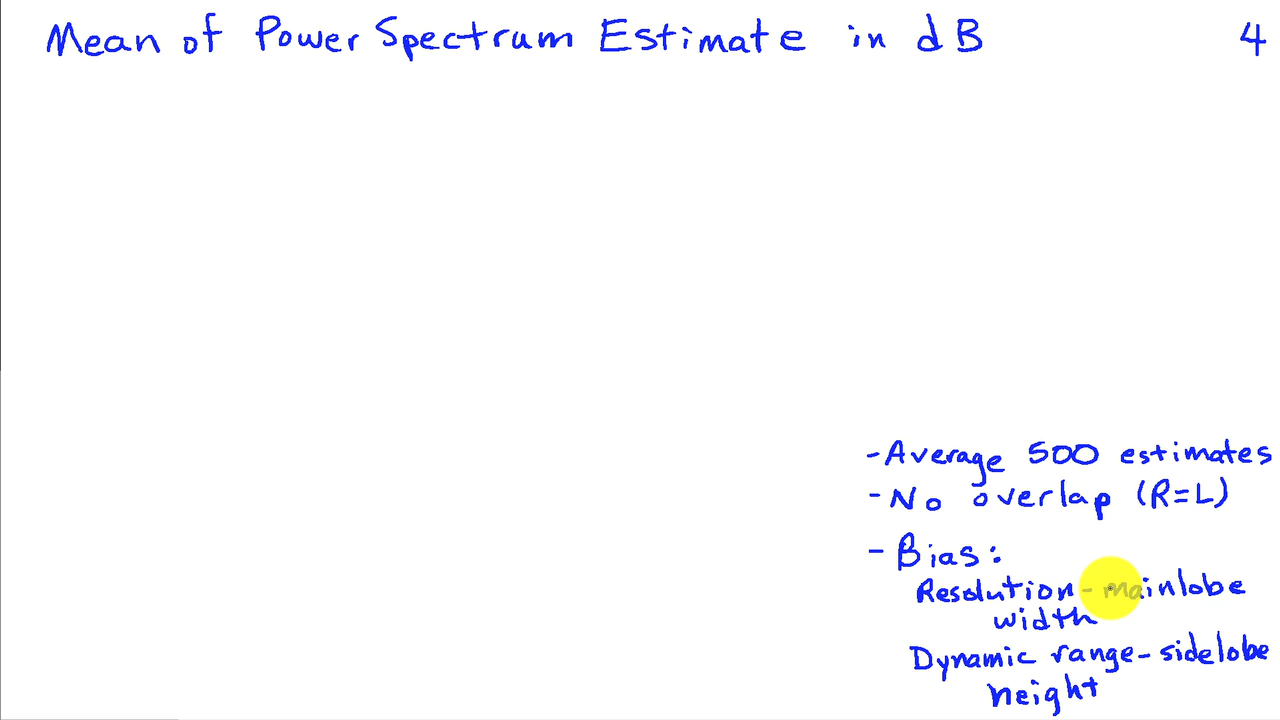 Mean of Power Spectrum Estimate in dB 4
- Average 500 estimates
- No overlap (R=L)
- Bias:
Resolution - mainlobe
width
Dynamic range - sidelobe
height